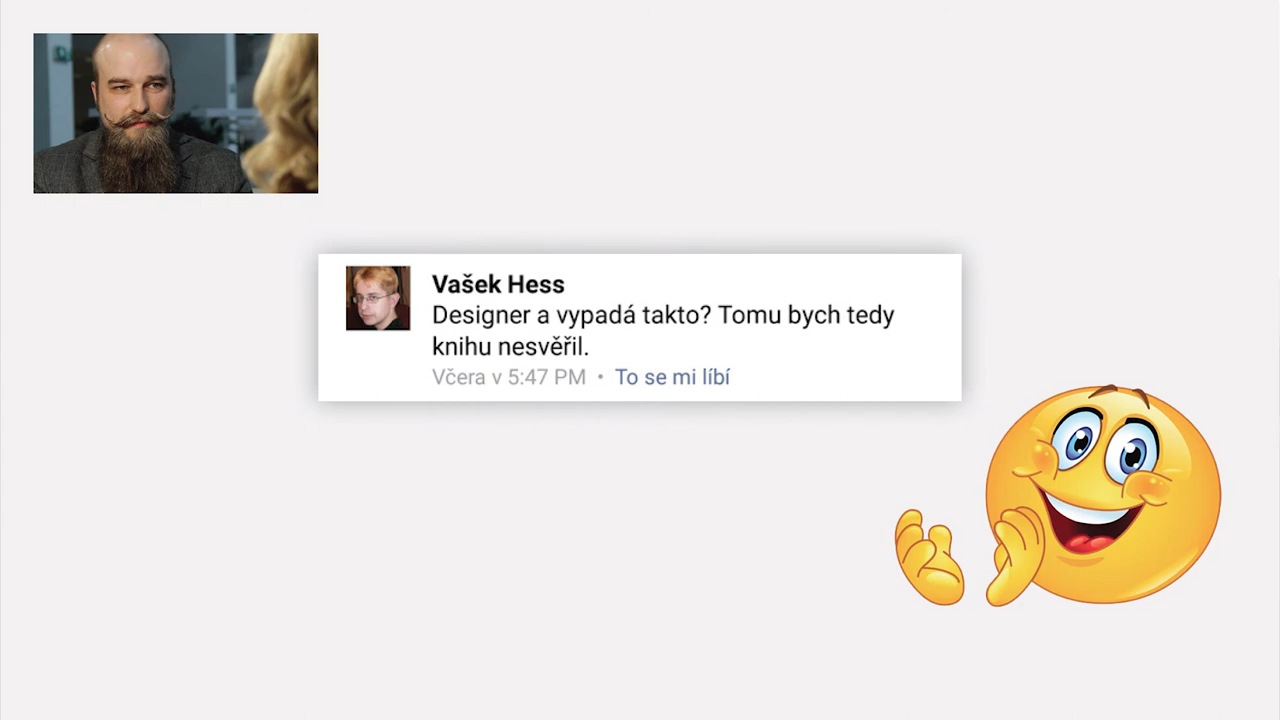 Vašek Hess
Designer a vypadá takto? Tomu bych tedy
knihu nesvěřil.
Včera v 5:47 PM • To se mi líbí